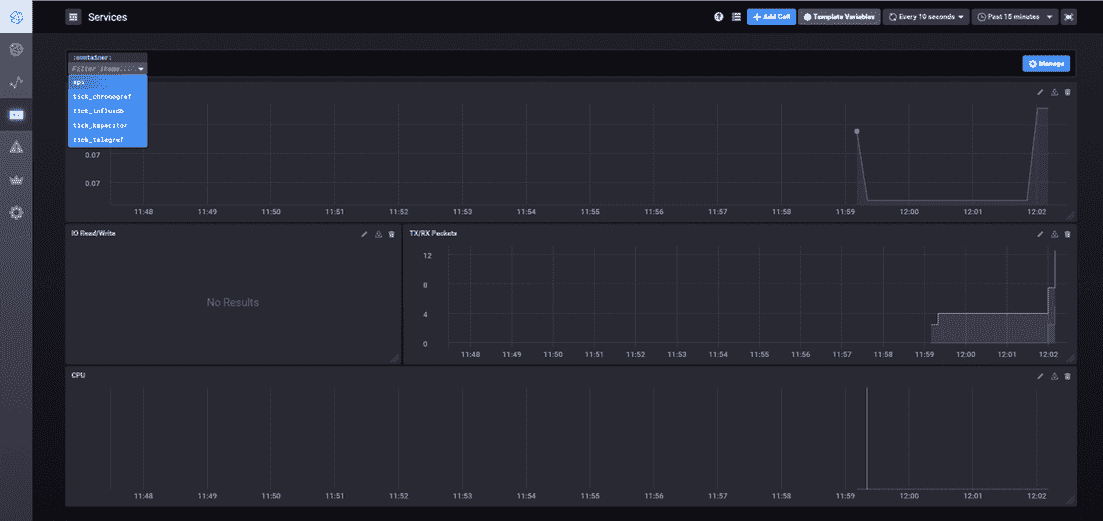 Services
Add Cell
Template Variables
Every 10 seconds
Past 15 minutes
:container:
Filter items...
Manage
tick_chronograf
tick_influxdb
tick_kapacitor
tick_telegraf
0.07
0.07
11:48 11:49 11:50 11:51 11:52 11:53 11:54 11:55 11:56 11:57 11:58 11:59 12:00 12:01 12:02
IO Read/Write
No Results
TX/RX Packets
12
8
4
0
11:48 11:49 11:50 11:51 11:52 11:53 11:54 11:55 11:56 11:57 11:58 11:59 12:00 12:01 12:02
CPU
11:48 11:49 11:50 11:51 11:52 11:53 11:54 11:55 11:56 11:57 11:58 11:59 12:00 12:01 12:02